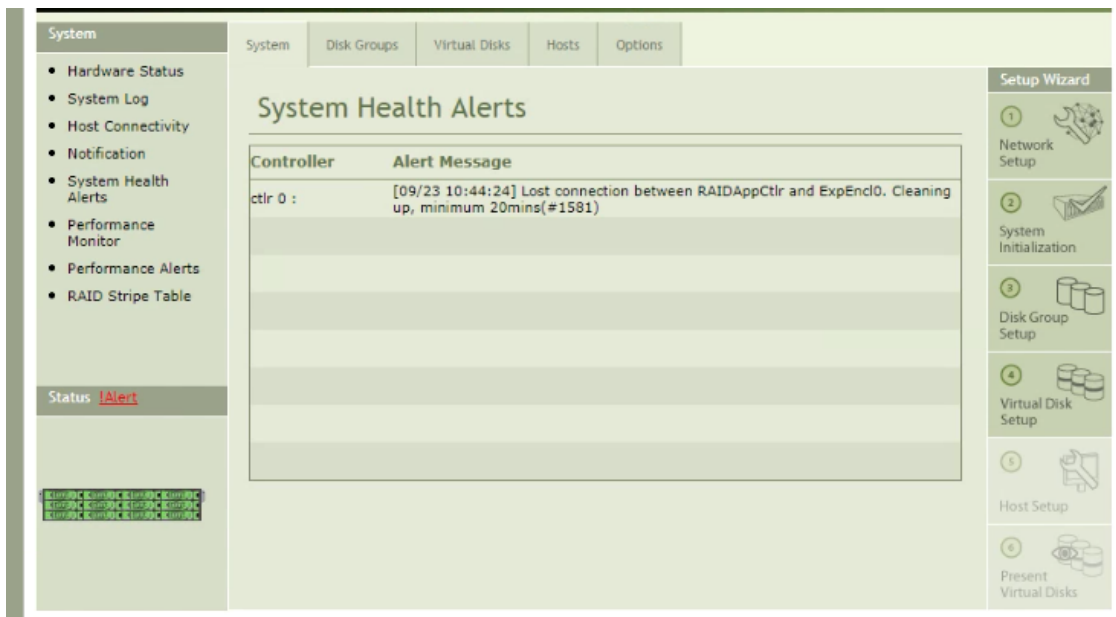 System
Hardware Status
System Log
Host Connectivity
Notification
System Health
Alerts
Performance
Monitor
Performance Alerts
RAID Stripe Table
Status !Alert
System Disk Groups Virtual Disks Hosts Options
System Health Alerts
Controller Alert Message
ctlr 0 : [09/23 10:44:24] Lost connection between RAIDAppCtlr and ExpEncl0. Cleaning
up, minimum 20mins(#1581)
Setup Wizard
1
Network
Setup
2
System
Initialization
3
Disk Group
Setup
4
Virtual Disk
Setup
5
Host Setup
6
Present
Virtual Disks